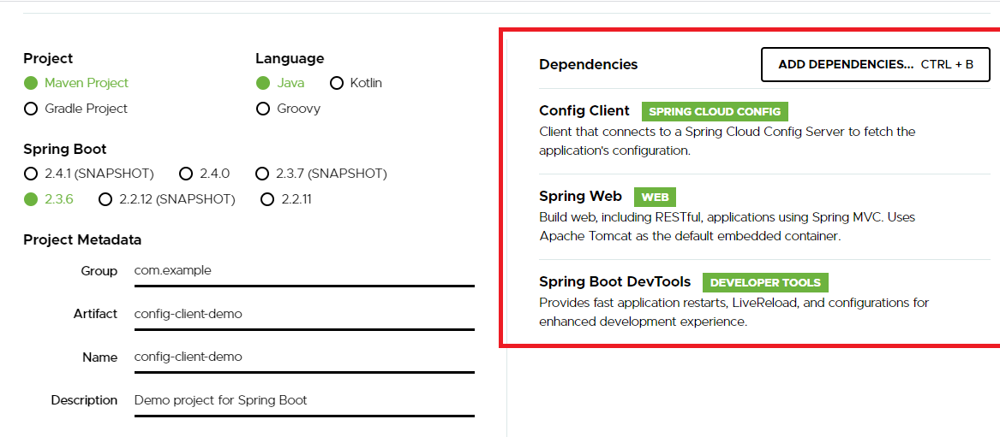 Project
Maven Project
Gradle Project
Language
Java Kotlin
Groovy
Spring Boot
2.4.1 (SNAPSHOT) 2.4.0 2.3.7 (SNAPSHOT)
2.3.6 2.2.12 (SNAPSHOT) 2.2.11
Project Metadata
Group com.example
Artifact config-client-demo
Name config-client-demo
Description Demo project for Spring Boot
Dependencies ADD DEPENDENCIES... CTRL + B
Config Client SPRING CLOUD CONFIG
Client that connects to a Spring Cloud Config Server to fetch the
application's configuration.
Spring Web WEB
Build web, including RESTful, applications using Spring MVC. Uses
Apache Tomcat as the default embedded container.
Spring Boot DevTools DEVELOPER TOOLS
Provides fast application restarts, LiveReload, and configurations for
enhanced development experience.